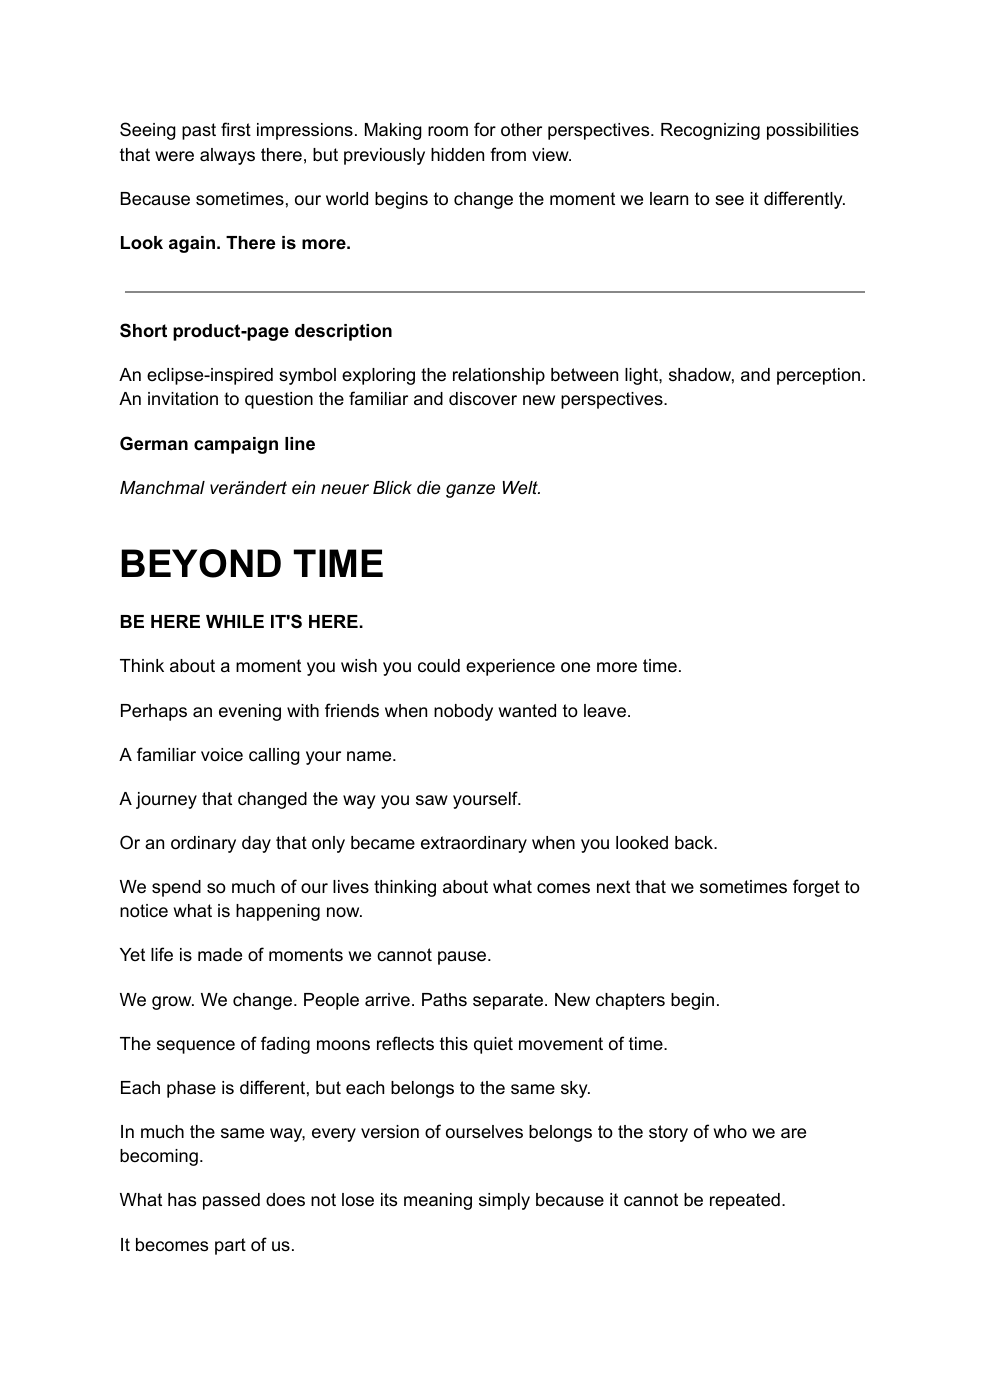 Seeing past first impressions. Making room for other perspectives. Recognizing possibilities
that were always there, but previously hidden from view.
Because sometimes, our world begins to change the moment we learn to see it differently.
Look again. There is more.
Short product-page description
An eclipse-inspired symbol exploring the relationship between light, shadow, and perception.
An invitation to question the familiar and discover new perspectives.
German campaign line
Manchmal verändert ein neuer Blick die ganze Welt.
BEYOND TIME
BE HERE WHILE IT'S HERE.
Think about a moment you wish you could experience one more time.
Perhaps an evening with friends when nobody wanted to leave.
A familiar voice calling your name.
A journey that changed the way you saw yourself.
Or an ordinary day that only became extraordinary when you looked back.
We spend so much of our lives thinking about what comes next that we sometimes forget to
notice what is happening now.
Yet life is made of moments we cannot pause.
We grow. We change. People arrive. Paths separate. New chapters begin.
The sequence of fading moons reflects this quiet movement of time.
Each phase is different, but each belongs to the same sky.
In much the same way, every version of ourselves belongs to the story of who we are
becoming.
What has passed does not lose its meaning simply because it cannot be repeated.
It becomes part of us.